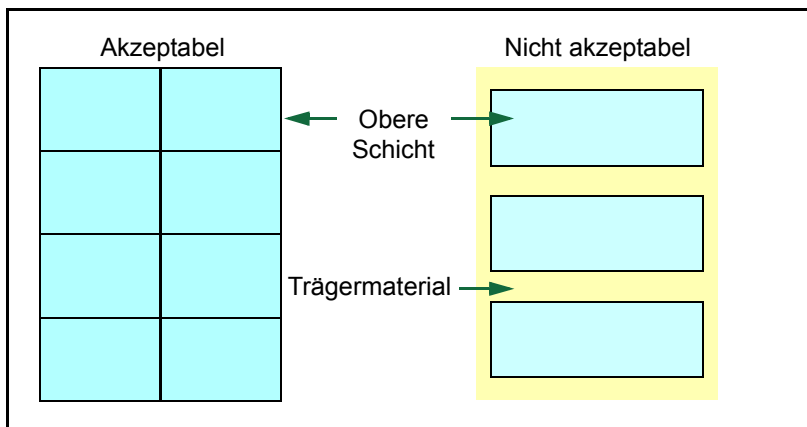 Akzeptabel
Nicht akzeptabel
Obere
Schicht
Trägermaterial